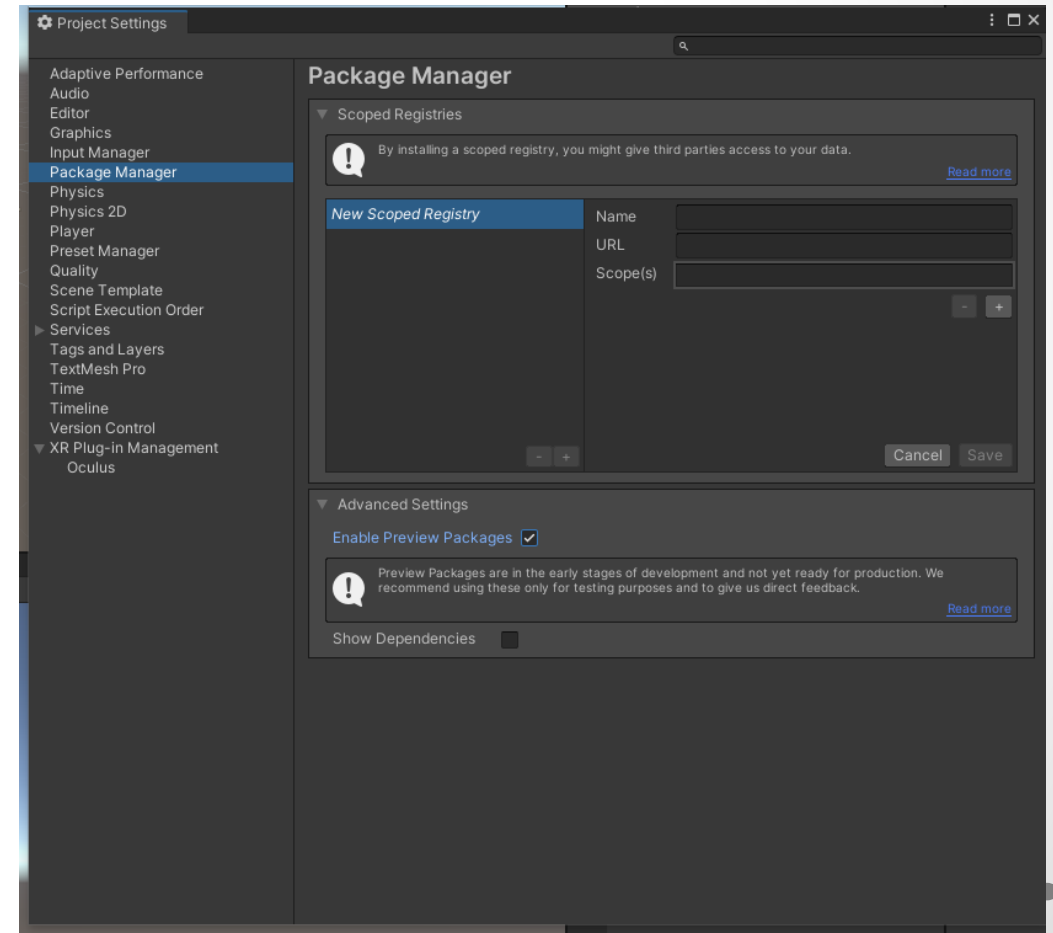 Project Settings
Adaptive Performance
Audio
Editor
Graphics
Input Manager
Package Manager
Physics
Physics 2D
Player
Preset Manager
Quality
Scene Template
Script Execution Order
Services
Tags and Layers
TextMesh Pro
Time
Timeline
Version Control
XR Plug-in Management
Oculus
Package Manager
Scoped Registries
By installing a scoped registry, you might give third parties access to your data.
Read more
New Scoped Registry
Name
URL
Scope(s)
- +
- +
Cancel Save
Advanced Settings
Enable Preview Packages
Preview Packages are in the early stages of development and not yet ready for production. We
recommend using these only for testing purposes and to give us direct feedback.
Read more
Show Dependencies